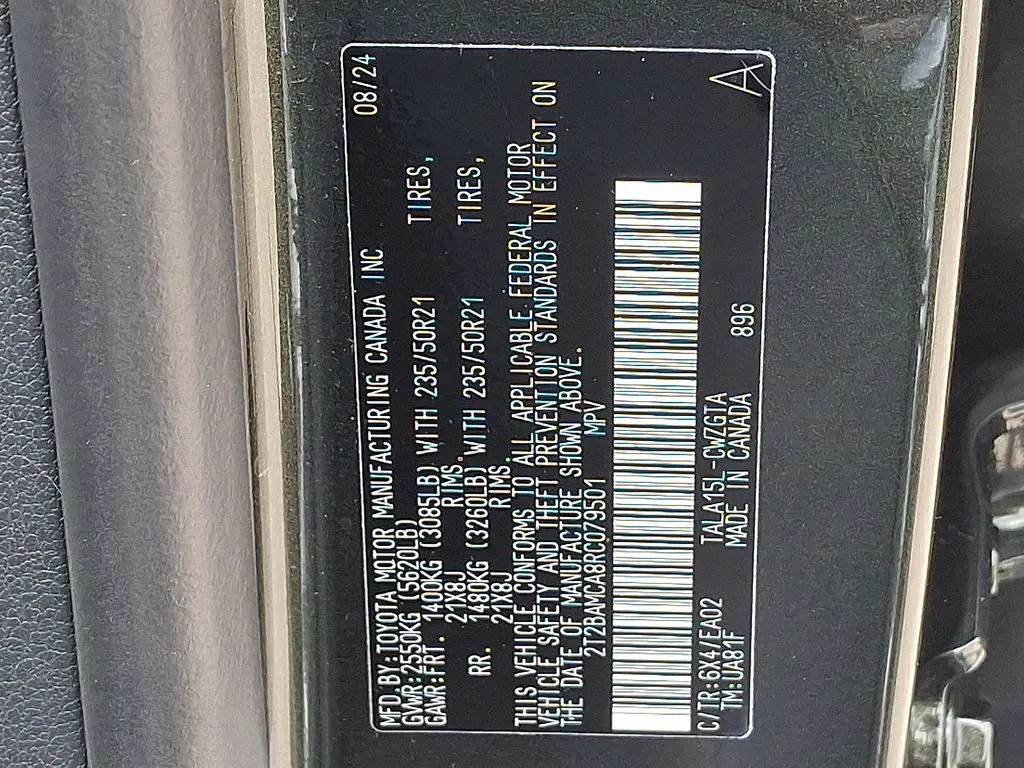 MFD.BY:TOYOTA MOTOR MANUFACTURING CANADA INC 08/24
GVWR:2550KG (5620LB)
GAWR:FRT. 1400KG (3085LB) WITH 235/50R21 TIRES,
21X8J RIMS.
RR. 1480KG (3260LB) WITH 235/50R21 TIRES,
21X8J RIMS.
THIS VEHICLE CONFORMS TO ALL APPLICABLE FEDERAL MOTOR
VEHICLE SAFETY AND THEFT PREVENTION STANDARDS IN EFFECT ON
THE DATE OF MANUFACTURE SHOWN ABOVE.
2T2BAMCA8RC079501 MPV
C/TR:6X4/EA02 TALA15L-CWZGTA
TM:UA81F MADE IN CANADA 896
A